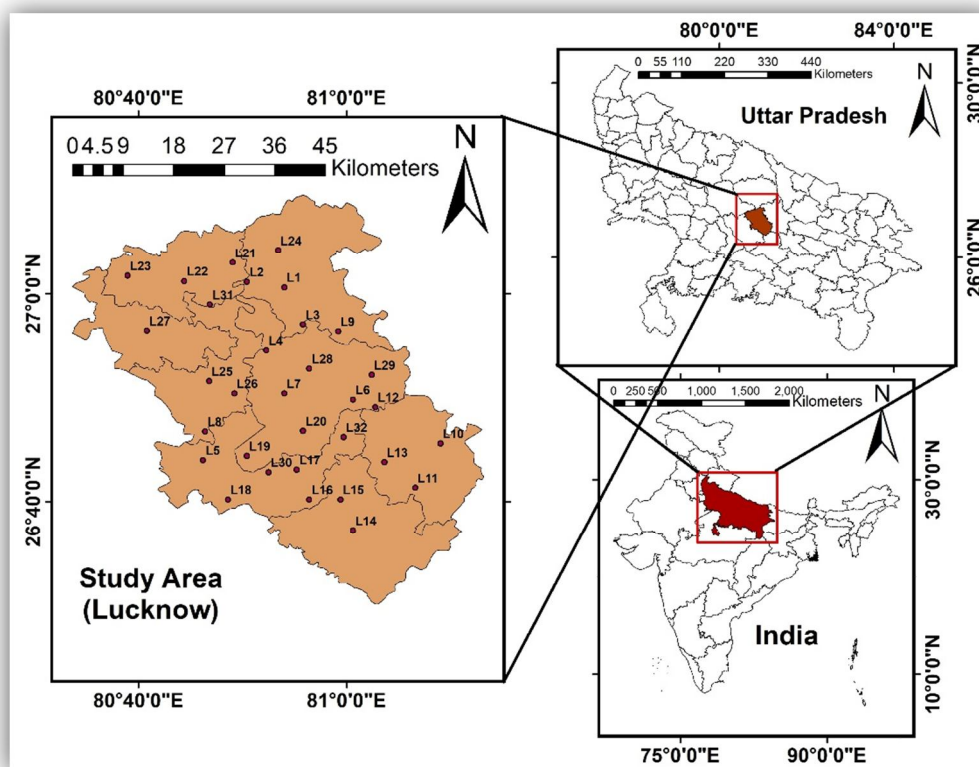 80°40'0"E 81°0'0"E
0 4.5 9 18 27 36 45
Kilometers
N
L24
L21
L23
L22
L2
L1
L31
L3
L9
L27
L4
L28
L29
L25
L26
L7
L6
L12
L8
L20
L32
L10
L5
L19
L13
L30
L17
L11
L18
L16
L15
L14
27°0'0"N
26°40'0"N
Study Area
(Lucknow)
80°40'0"E 81°0'0"E
80°0'0"E 84°0'0"E
0 55 110 220 330 440
Kilometers
N
Uttar Pradesh
30°0'0"N
26°0'0"N
0 250 500 1,000 1,500 2,000
Kilometers
N
30°0'0"N
India
10°0'0"N
75°0'0"E 90°0'0"E